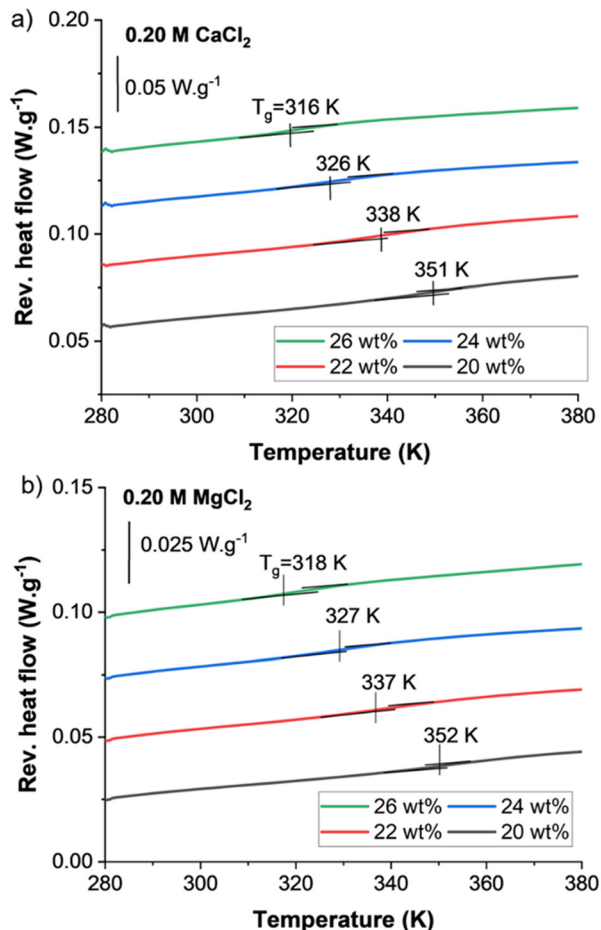 a)
0.20 M CaCl₂
0.05 W.g⁻¹
Tg=316 K
326 K
338 K
351 K
Rev. heat flow (W.g⁻¹)
0.20
0.15
0.10
0.05
26 wt% 24 wt%
22 wt% 20 wt%
280 300 320 340 360 380
Temperature (K)
b)
0.20 M MgCl₂
0.025 W.g⁻¹
Tg=318 K
327 K
337 K
352 K
Rev. heat flow (W.g⁻¹)
0.15
0.10
0.05
0.00
26 wt% 24 wt%
22 wt% 20 wt%
280 300 320 340 360 380
Temperature (K)